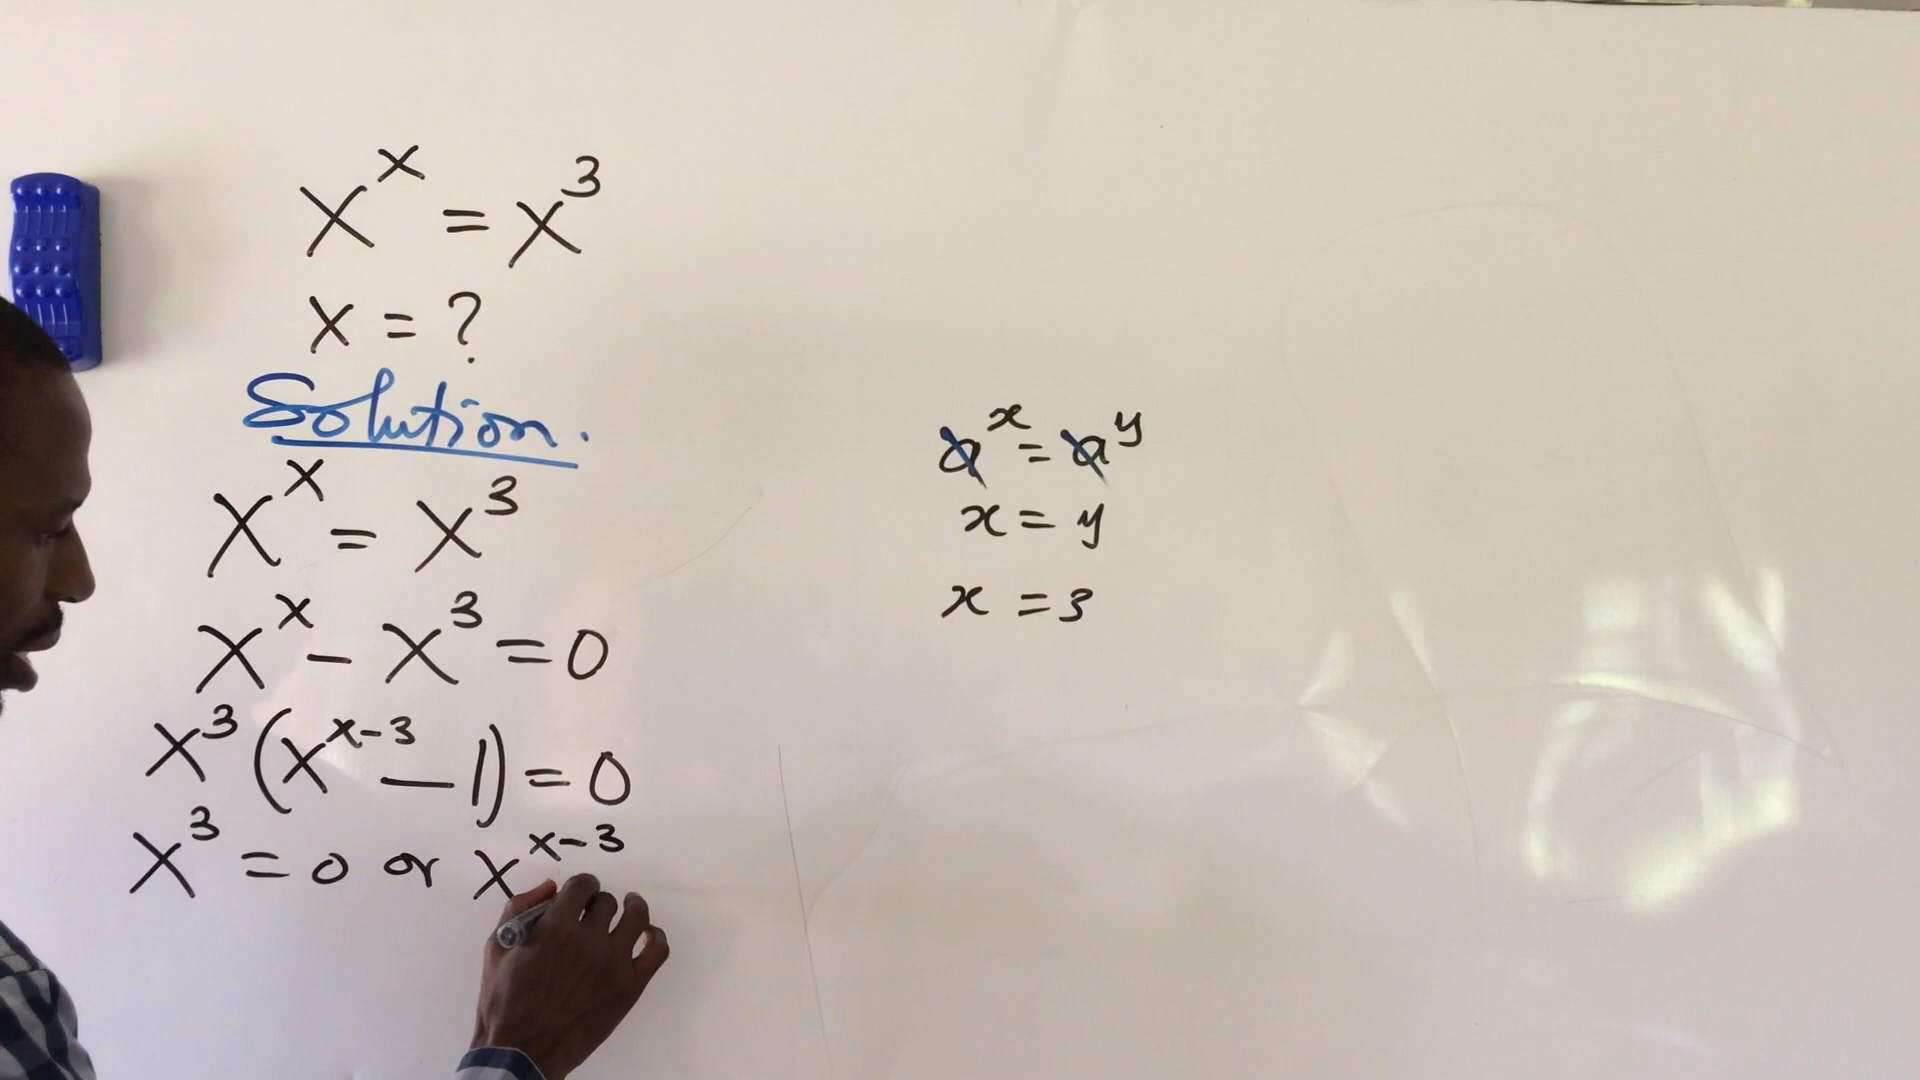 X^x = X^3
x = ?
Solution.
X^x = X^3
X^x - X^3 = 0
X^3 (X^{x-3} - 1) = 0
X^3 = 0 or X^{x-3}
a^x = a^y
x = y
x = 3